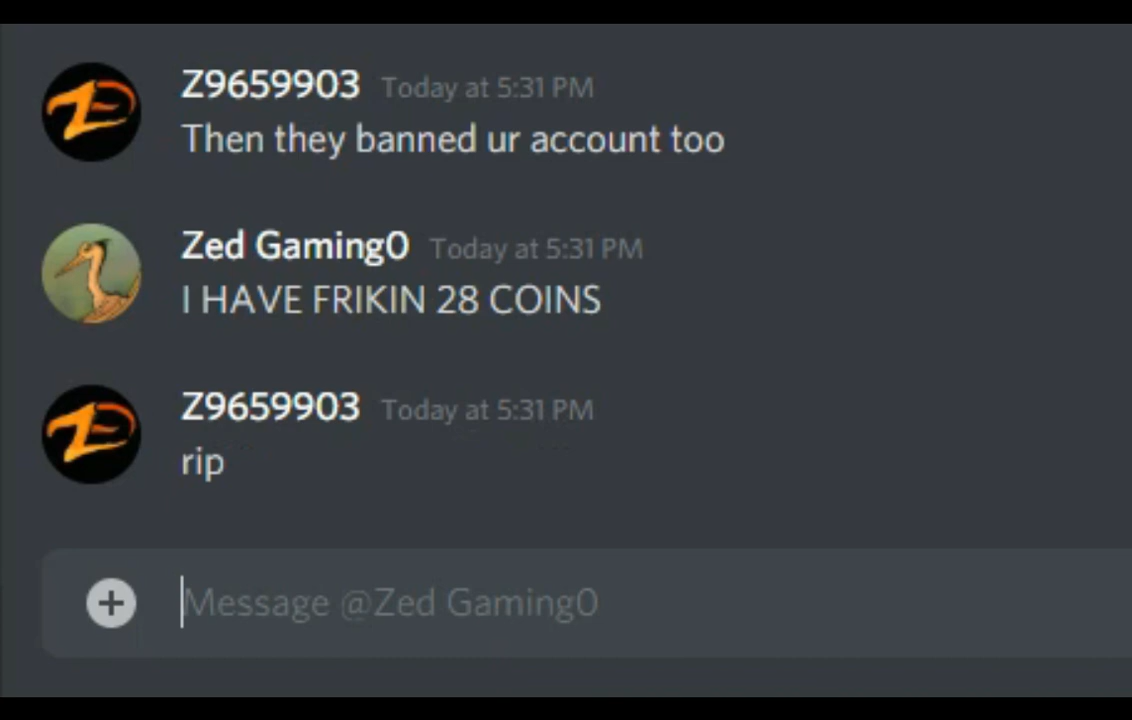 Z9659903 Today at 5:31 PM
Then they banned ur account too
Zed Gaming0 Today at 5:31 PM
I HAVE FRIKIN 28 COINS
Z9659903 Today at 5:31 PM
rip
Message @Zed Gaming0